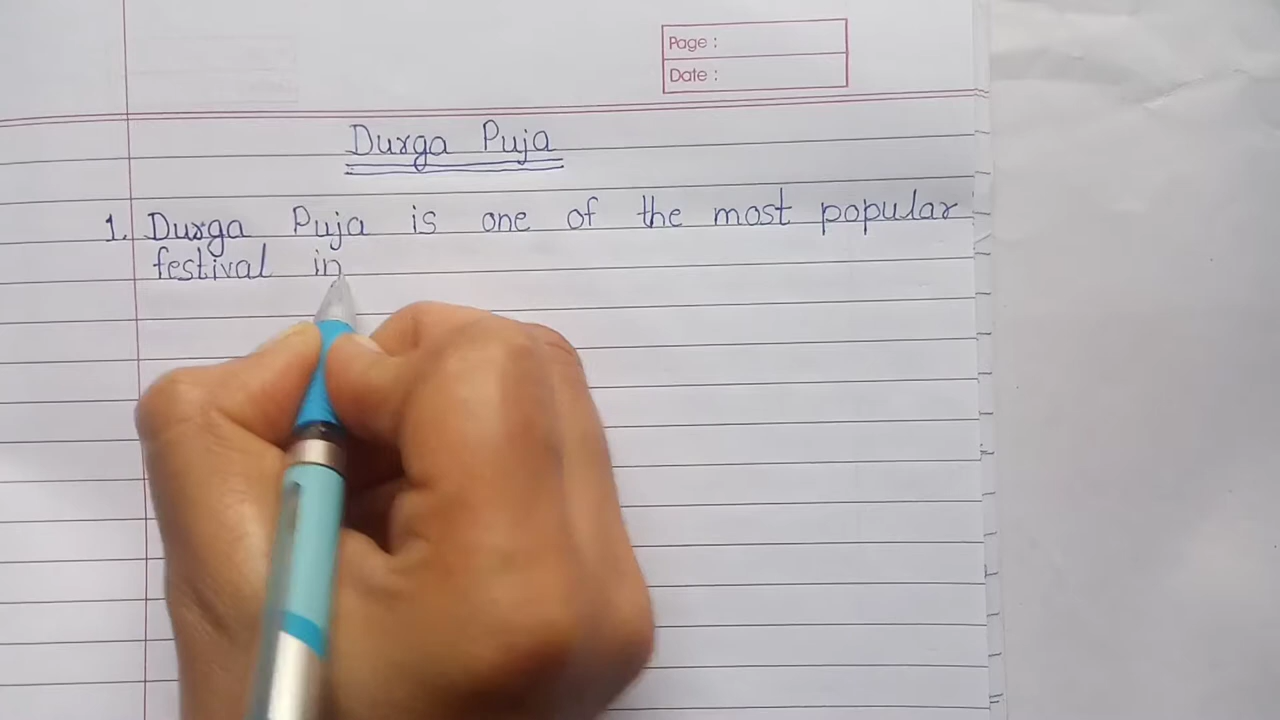 Page :
Date :
Durga Puja
1. Durga Puja is one of the most popular
festival in